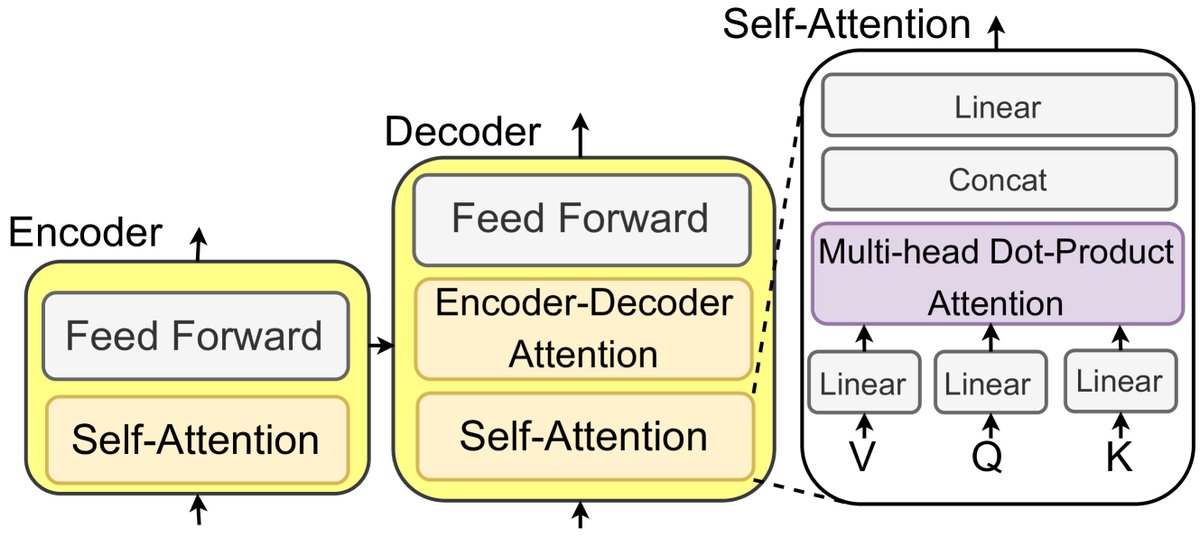 Encoder
Feed Forward
Self-Attention
Decoder
Feed Forward
Encoder-Decoder
Attention
Self-Attention
Self-Attention
Linear
Concat
Multi-head Dot-Product
Attention
Linear Linear Linear
V Q K